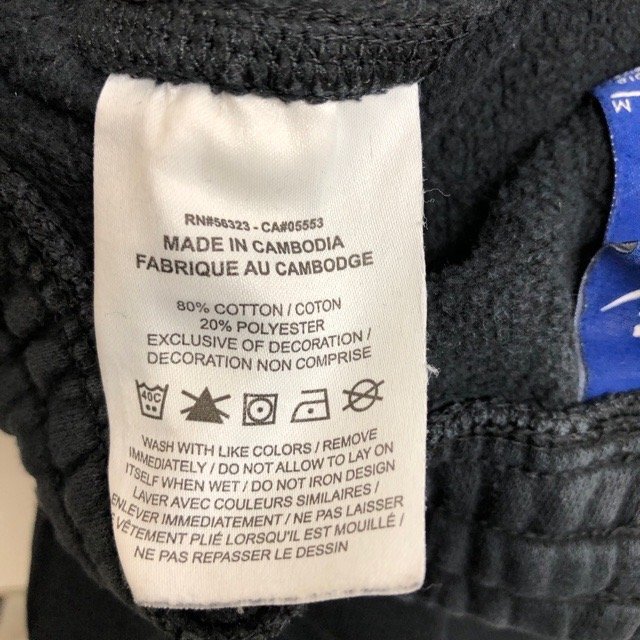 RN#56323 - CA#05553
MADE IN CAMBODIA
FABRIQUE AU CAMBODGE
80% COTTON / COTON
20% POLYESTER
EXCLUSIVE OF DECORATION /
DECORATION NON COMPRISE
40C
WASH WITH LIKE COLORS / REMOVE
IMMEDIATELY / DO NOT ALLOW TO LAY ON
ITSELF WHEN WET / DO NOT IRON DESIGN
LAVER AVEC COULEURS SIMILAIRES /
ENLEVER IMMEDIATEMENT / NE PAS LAISSER
VÊTEMENT PLIÉ LORSQU'IL EST MOUILLÉ /
NE PAS REPASSER LE DESSIN
M